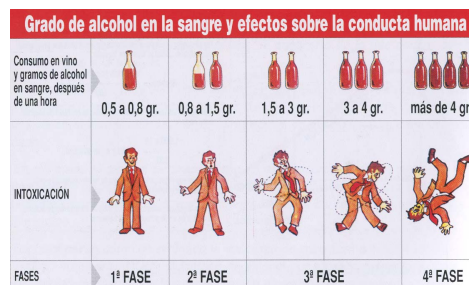 Grado de alcohol en la sangre y efectos sobre la conducta humana
Consumo en vino
y gramos de alcohol
en sangre, después
de una hora
0,5 a 0,8 gr.
0,8 a 1,5 gr.
1,5 a 3 gr.
3 a 4 gr.
más de 4 gr
INTOXICACIÓN
FASES
1ª FASE
2ª FASE
3ª FASE
4ª FASE